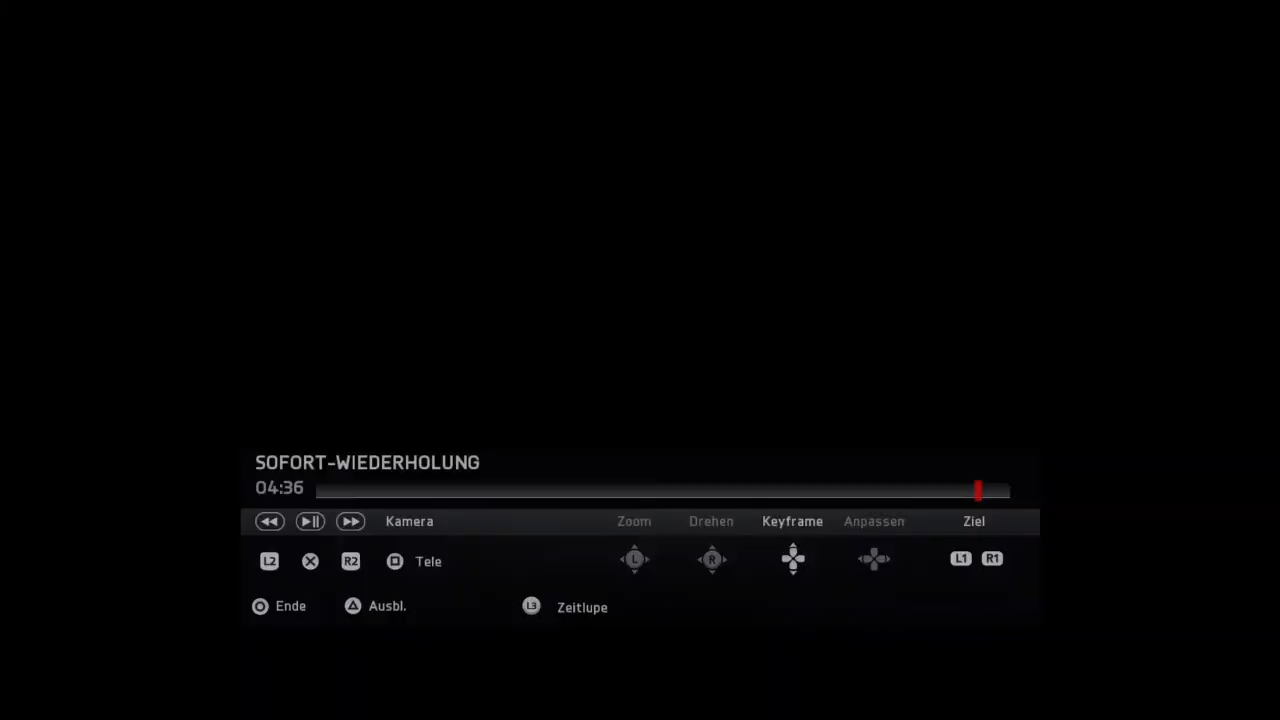 SOFORT-WIEDERHOLUNG
04:36
Kamera Zoom Drehen Keyframe Anpassen Ziel
L2 R2 Tele L R L1 R1
Ende Ausbl. L3 Zeitlupe